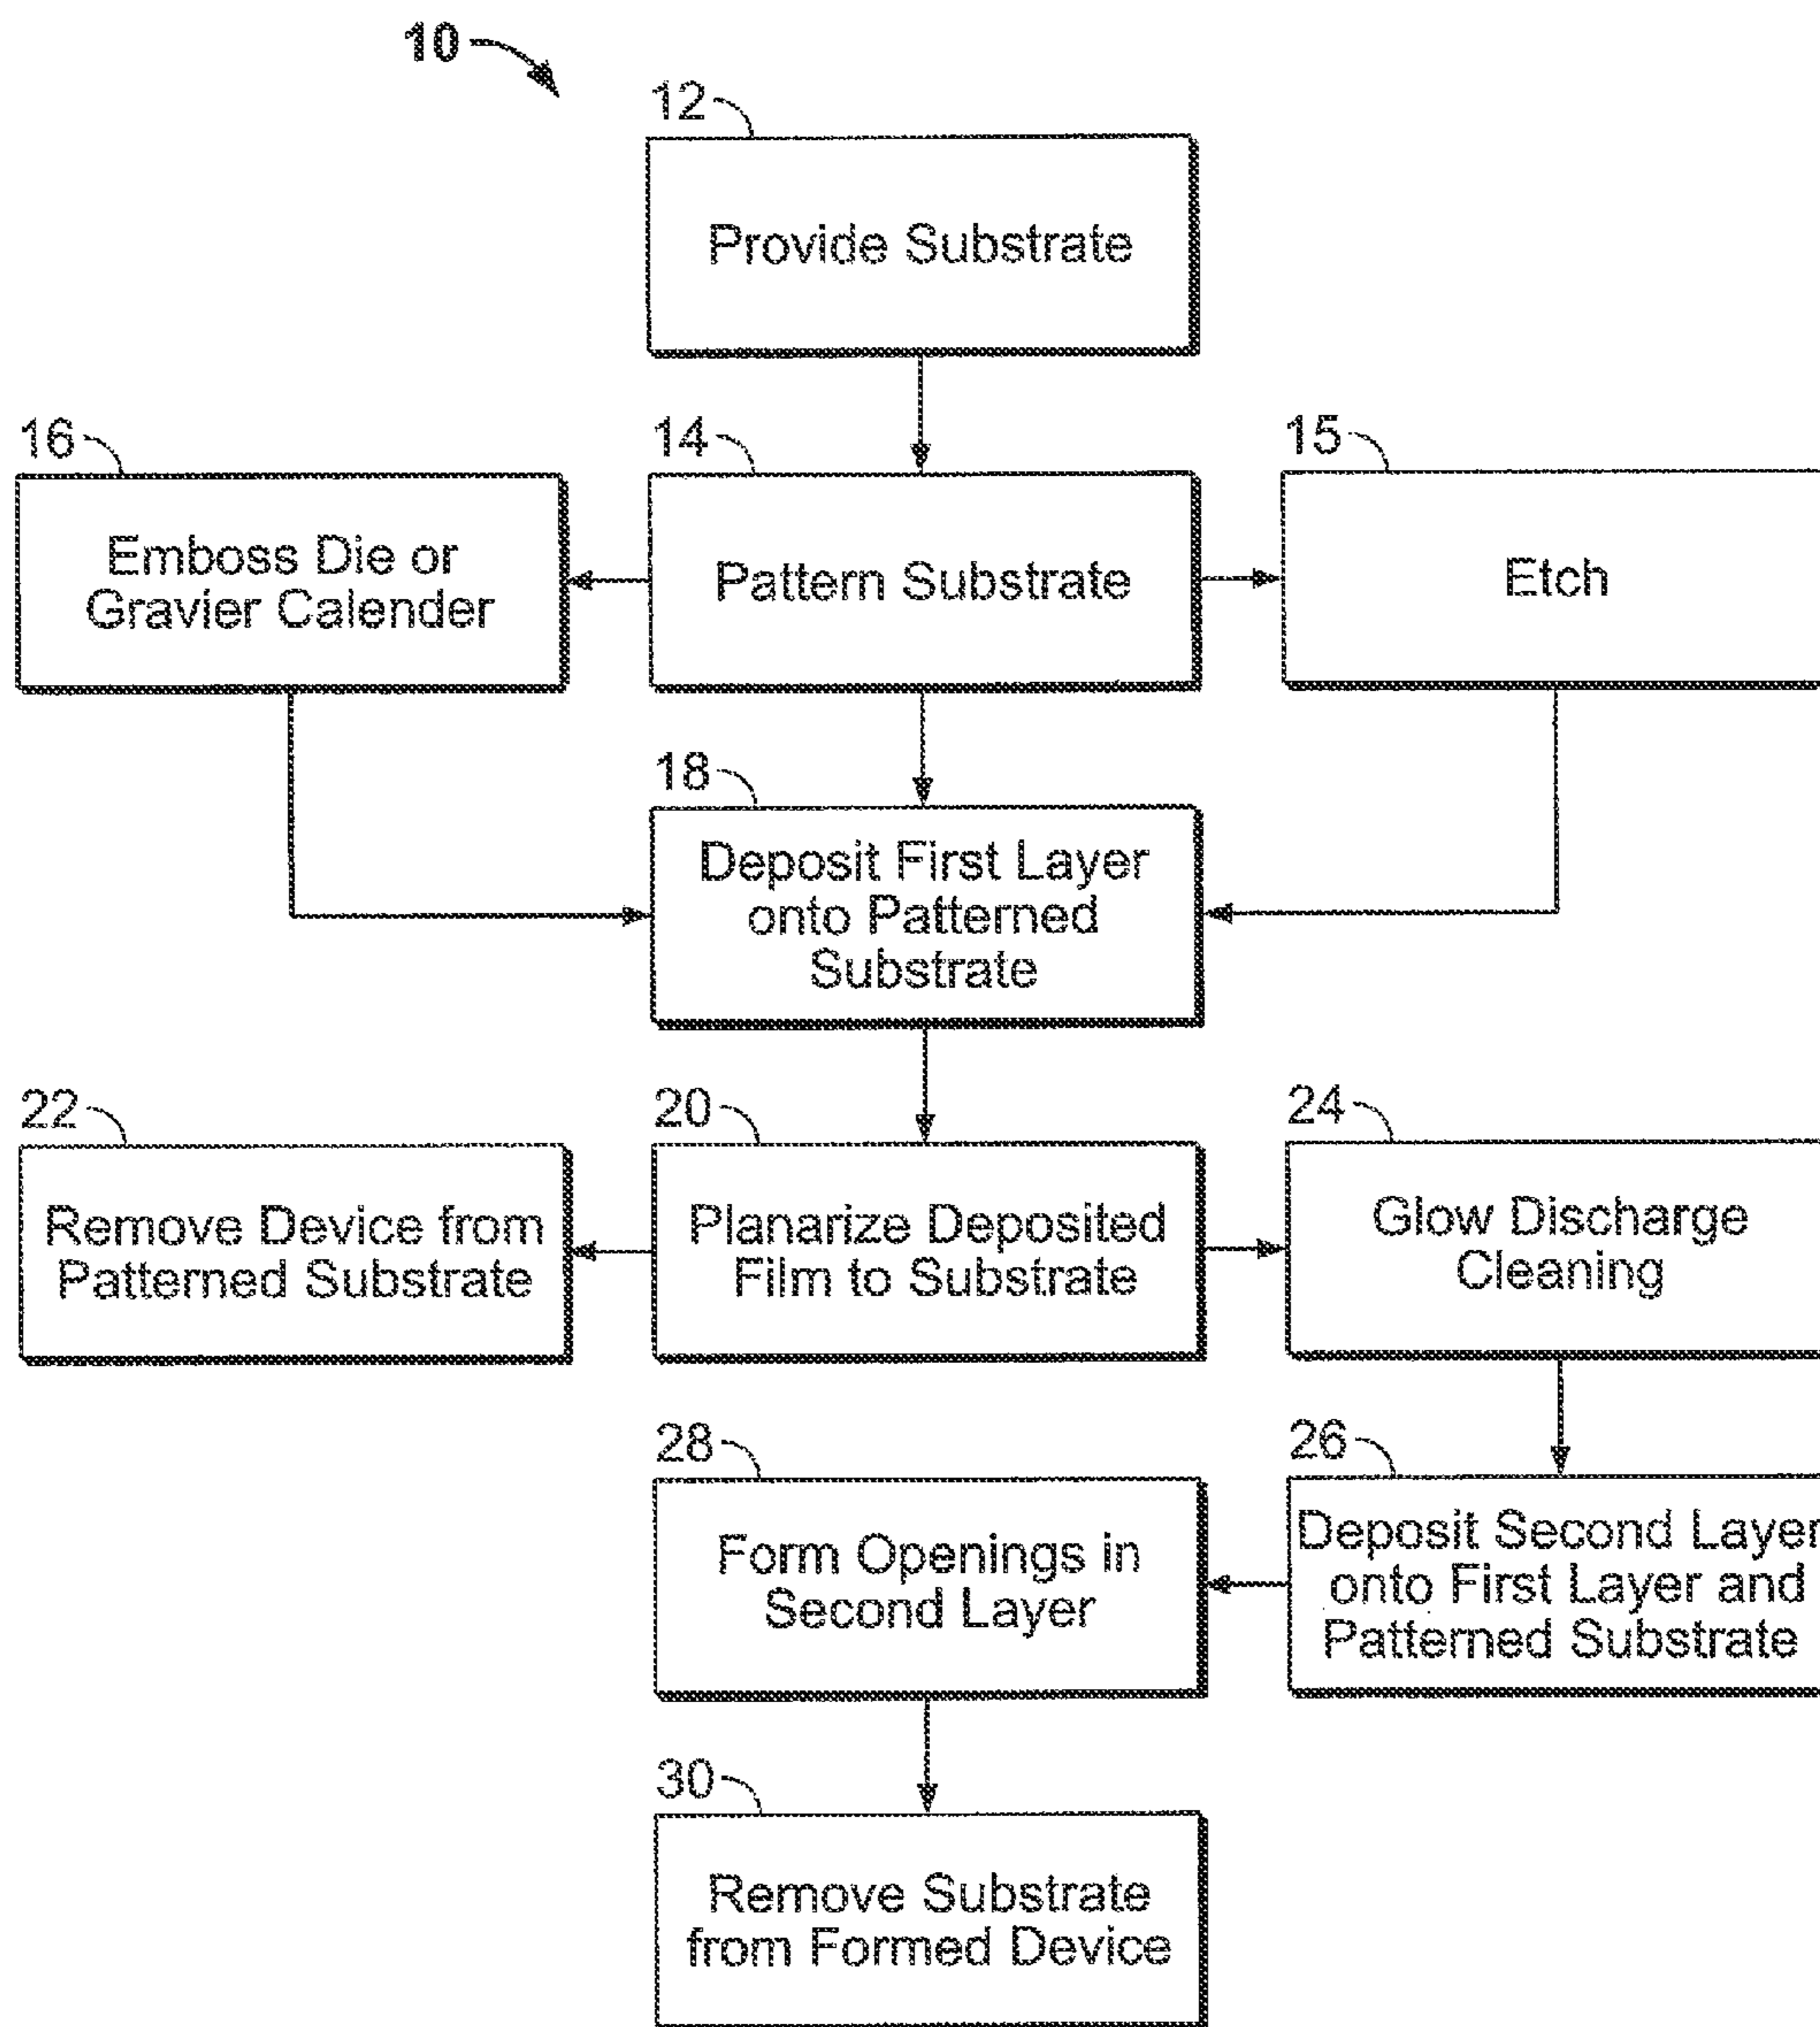 10
12
Provide Substrate
16
14
15
Emboss Die or
Gravier Calender
Pattern Substrate
Etch
18
Deposit First Layer
onto Patterned
Substrate
22
20
24
Remove Device from
Patterned Substrate
Planarize Deposited
Film to Substrate
Glow Discharge
Cleaning
28
26
Form Openings in
Second Layer
Deposit Second Layer
onto First Layer and
Patterned Substrate
30
Remove Substrate
from Formed Device